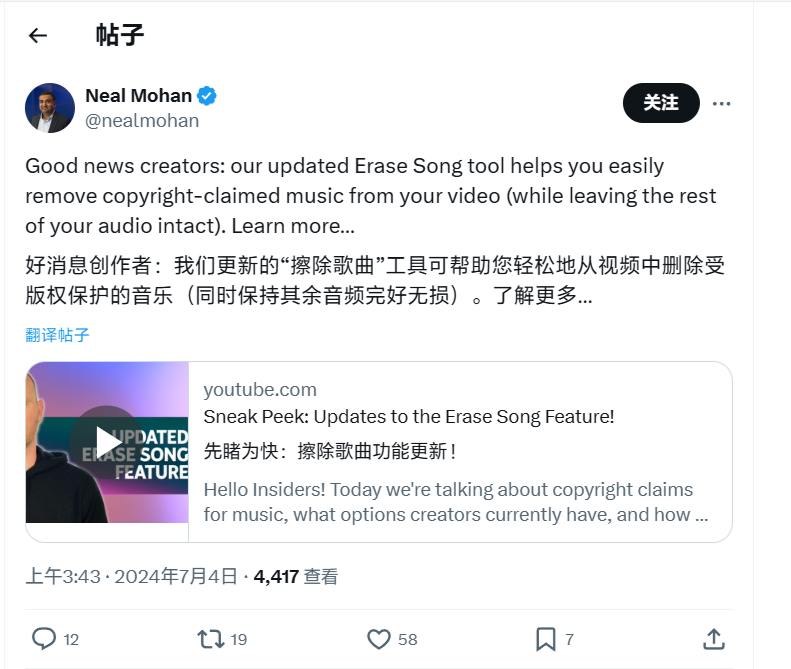 帖子
Neal Mohan
@nealmohan
关注
Good news creators: our updated Erase Song tool helps you easily
remove copyright-claimed music from your video (while leaving the rest
of your audio intact). Learn more...
好消息创作者：我们更新的“擦除歌曲”工具可帮助您轻松地从视频中删除受
版权保护的音乐（同时保持其余音频完好无损）。了解更多...
翻译帖子
UPDATED
ERASE SONG
FEATURE
youtube.com
Sneak Peek: Updates to the Erase Song Feature!
先睹为快：擦除歌曲功能更新！
Hello Insiders! Today we're talking about copyright claims
for music, what options creators currently have, and how ...
上午3:43 · 2024年7月4日 · 4,417 查看
12 19 58 7